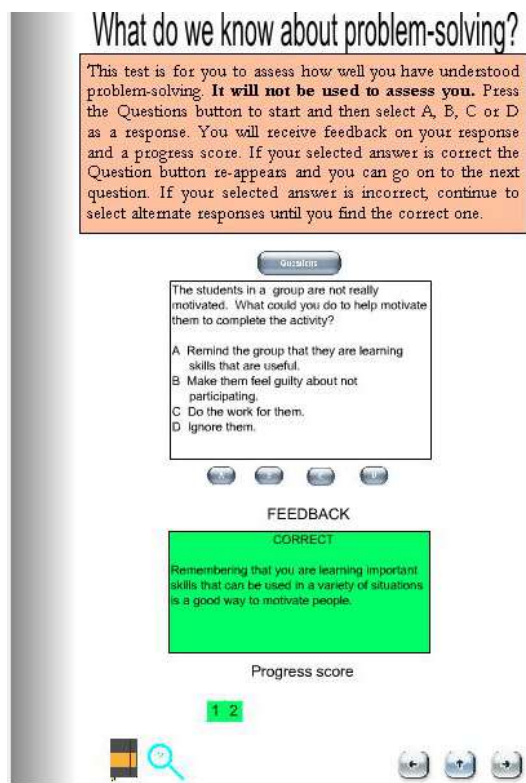 What do we know about problem-solving?
This test is for you to assess how well you have understood
problem-solving. It will not be used to assess you. Press
the Questions button to start and then select A, B, C or D
as a response. You will receive feedback on your response
and a progress score. If your selected answer is correct the
Question button re-appears and you can go on to the next
question. If your selected answer is incorrect, continue to
select alternate responses until you find the correct one.
Questions
The students in a group are not really
motivated. What could you do to help motivate
them to complete the activity?
A Remind the group that they are learning
skills that are useful.
B Make them feel guilty about not
participating.
C Do the work for them.
D Ignore them.
A B C D
FEEDBACK
CORRECT
Remembering that you are learning important
skills that can be used in a variety of situations
is a good way to motivate people.
Progress score
1 2